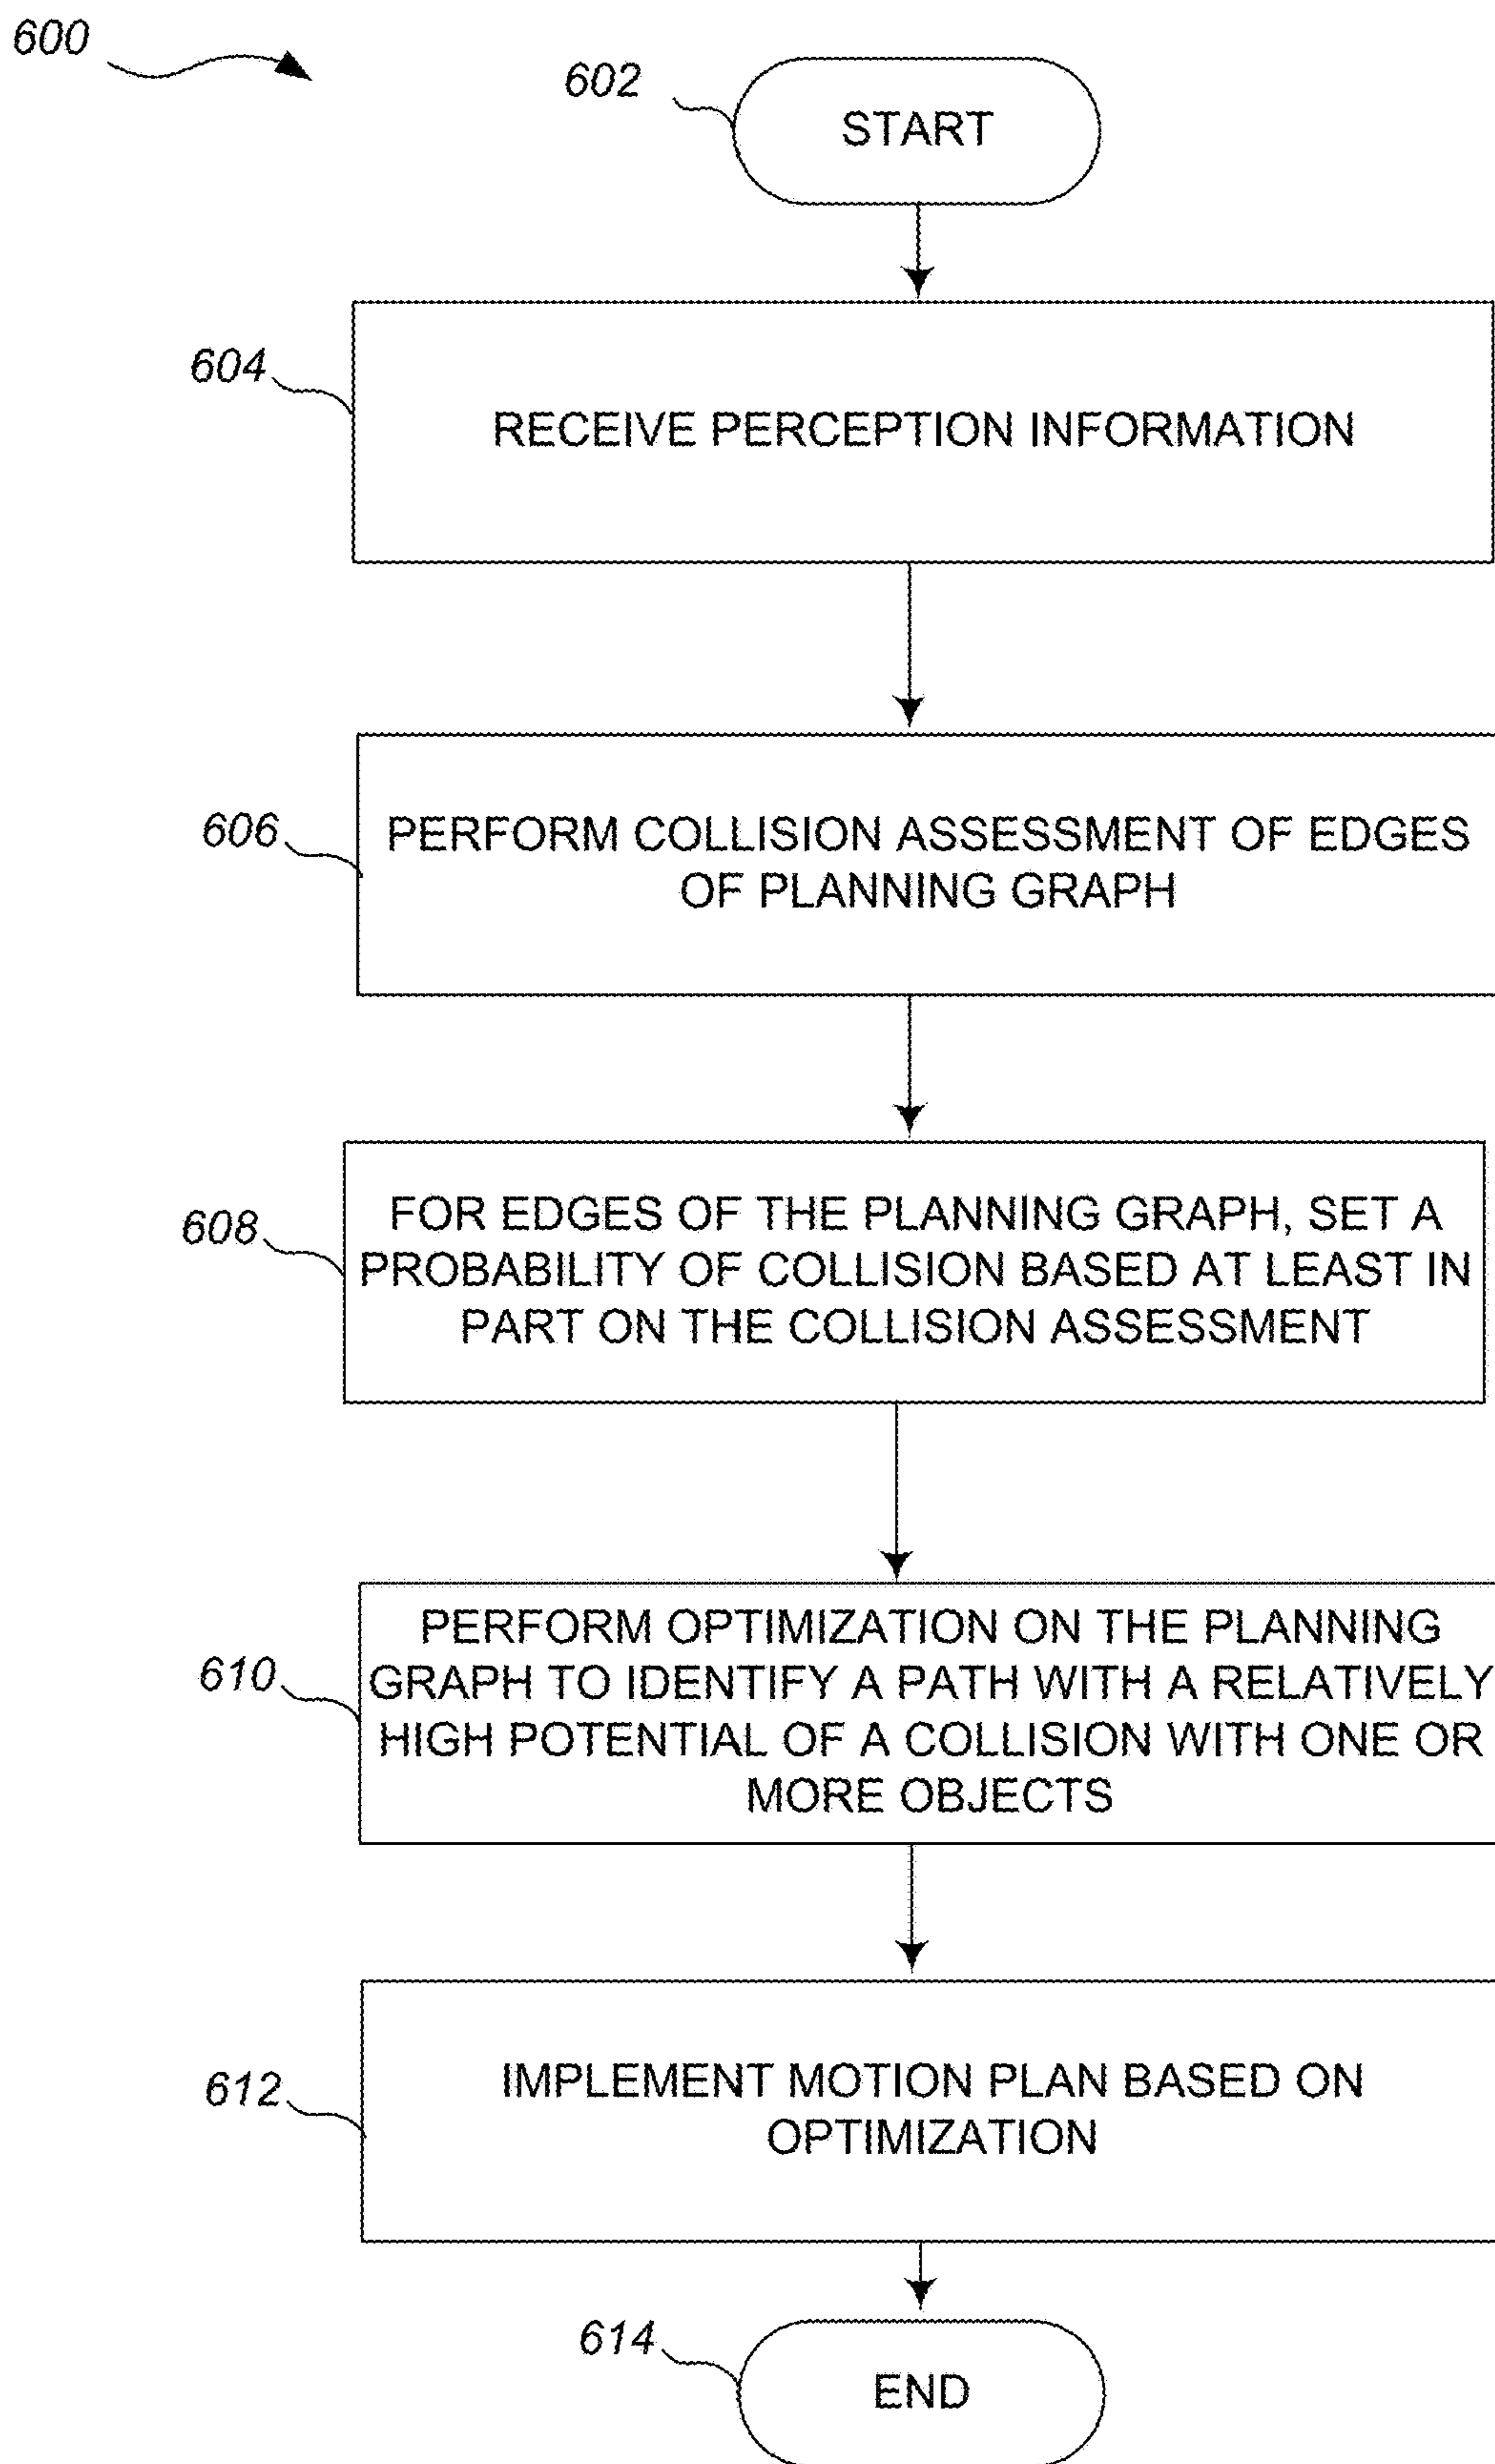 600
602
START
604
RECEIVE PERCEPTION INFORMATION
606
PERFORM COLLISION ASSESSMENT OF EDGES
OF PLANNING GRAPH
608
FOR EDGES OF THE PLANNING GRAPH, SET A
PROBABILITY OF COLLISION BASED AT LEAST IN
PART ON THE COLLISION ASSESSMENT
610
PERFORM OPTIMIZATION ON THE PLANNING
GRAPH TO IDENTIFY A PATH WITH A RELATIVELY
HIGH POTENTIAL OF A COLLISION WITH ONE OR
MORE OBJECTS
612
IMPLEMENT MOTION PLAN BASED ON
OPTIMIZATION
614
END